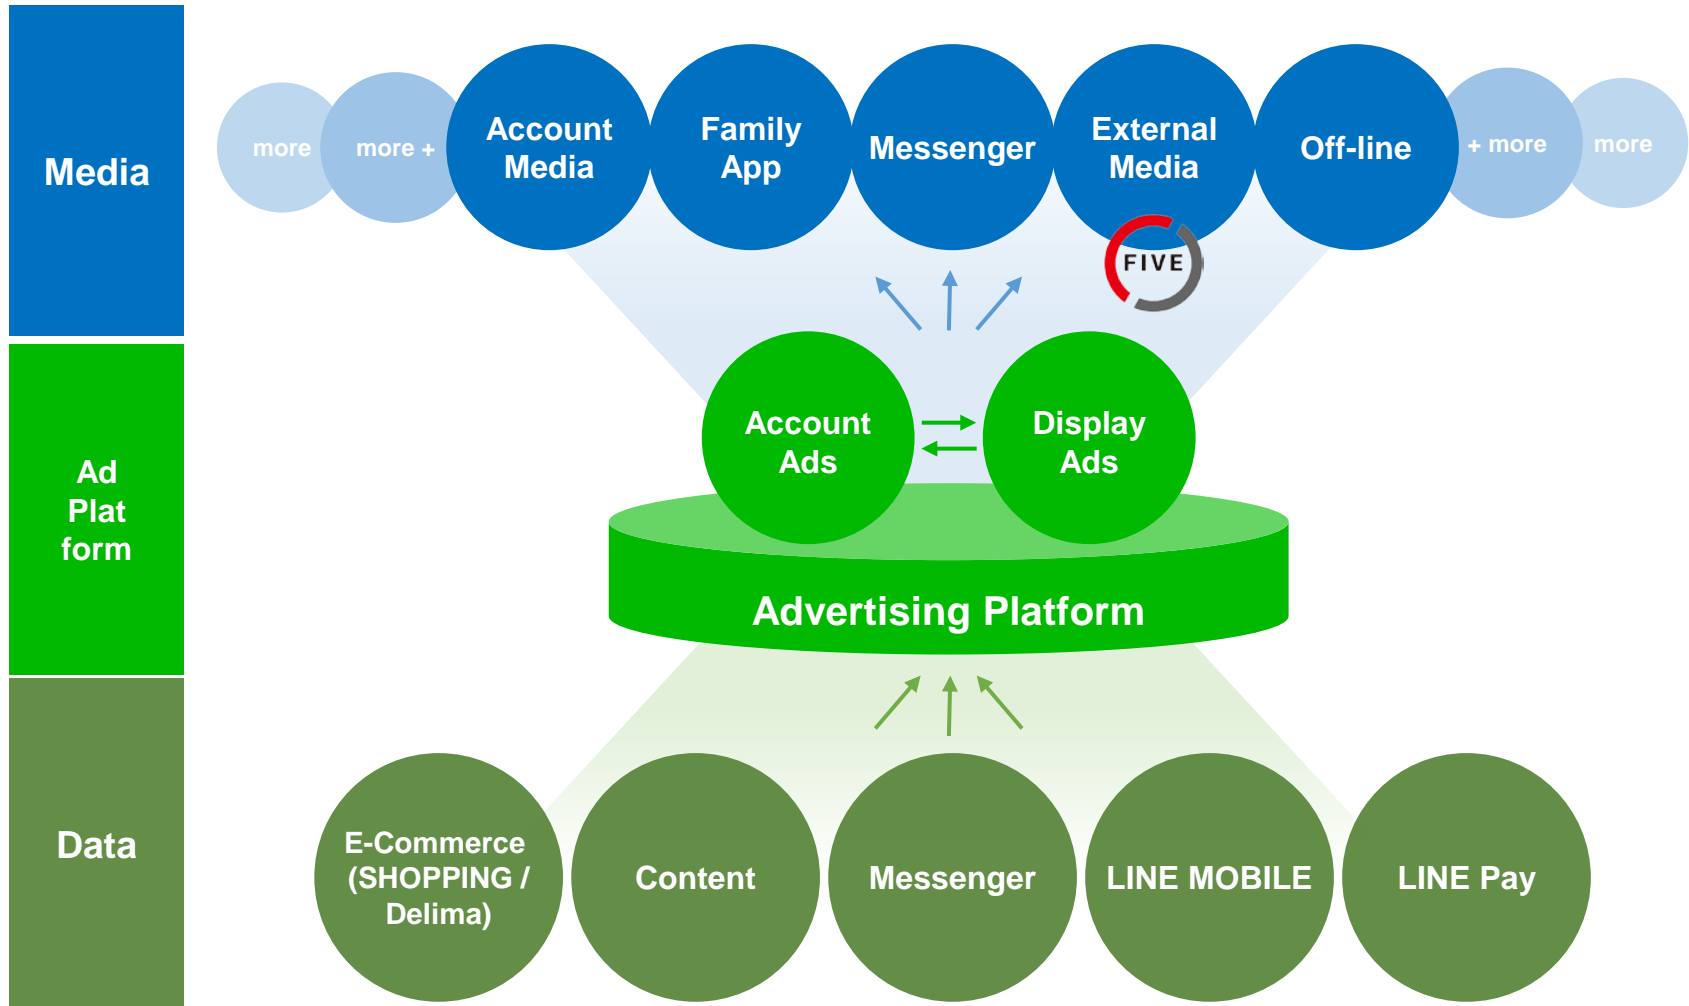 Media
more
more +
Account
Media
Family
App
Messenger
External
Media
Off-line
+ more
more
FIVE
Ad
Plat
form
Account
Ads
Display
Ads
Advertising Platform
Data
E-Commerce
(SHOPPING /
Delima)
Content
Messenger
LINE MOBILE
LINE Pay